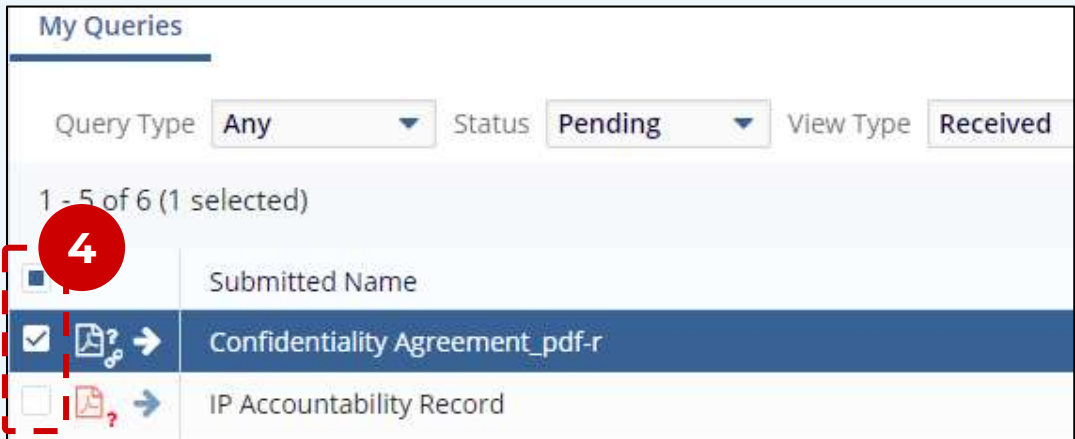 My Queries
Query Type Any Status Pending View Type Received
1 - 5 of 6 (1 selected)
4
Submitted Name
Confidentiality Agreement_pdf-r
IP Accountability Record